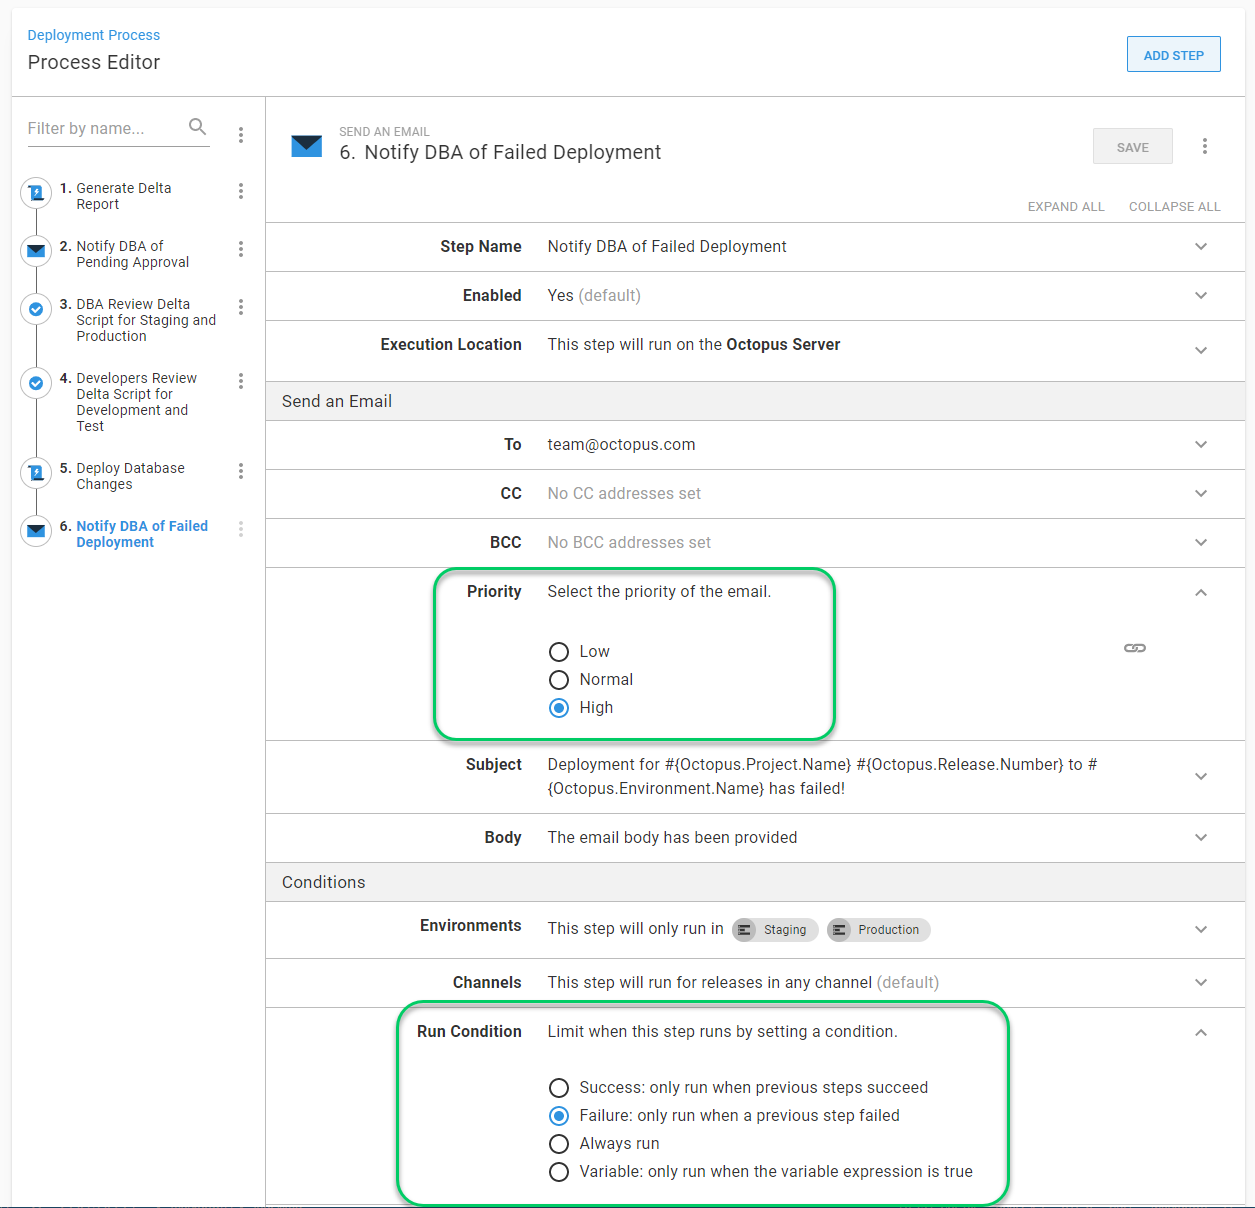 Deployment Process
Process Editor
ADD STEP
Filter by name...
1. Generate Delta
Report
2. Notify DBA of
Pending Approval
3. DBA Review Delta
Script for Staging and
Production
4. Developers Review
Delta Script for
Development and
Test
5. Deploy Database
Changes
6. Notify DBA of Failed
Deployment
SEND AN EMAIL
6. Notify DBA of Failed Deployment
SAVE
EXPAND ALL COLLAPSE ALL
Step Name Notify DBA of Failed Deployment
Enabled Yes (default)
Execution Location This step will run on the Octopus Server
Send an Email
To team@octopus.com
CC No CC addresses set
BCC No BCC addresses set
Priority Select the priority of the email.
Low
Normal
High
Subject Deployment for #{Octopus.Project.Name} #{Octopus.Release.Number} to #
{Octopus.Environment.Name} has failed!
Body The email body has been provided
Conditions
Environments This step will only run in Staging Production
Channels This step will run for releases in any channel (default)
Run Condition Limit when this step runs by setting a condition.
Success: only run when previous steps succeed
Failure: only run when a previous step failed
Always run
Variable: only run when the variable expression is true